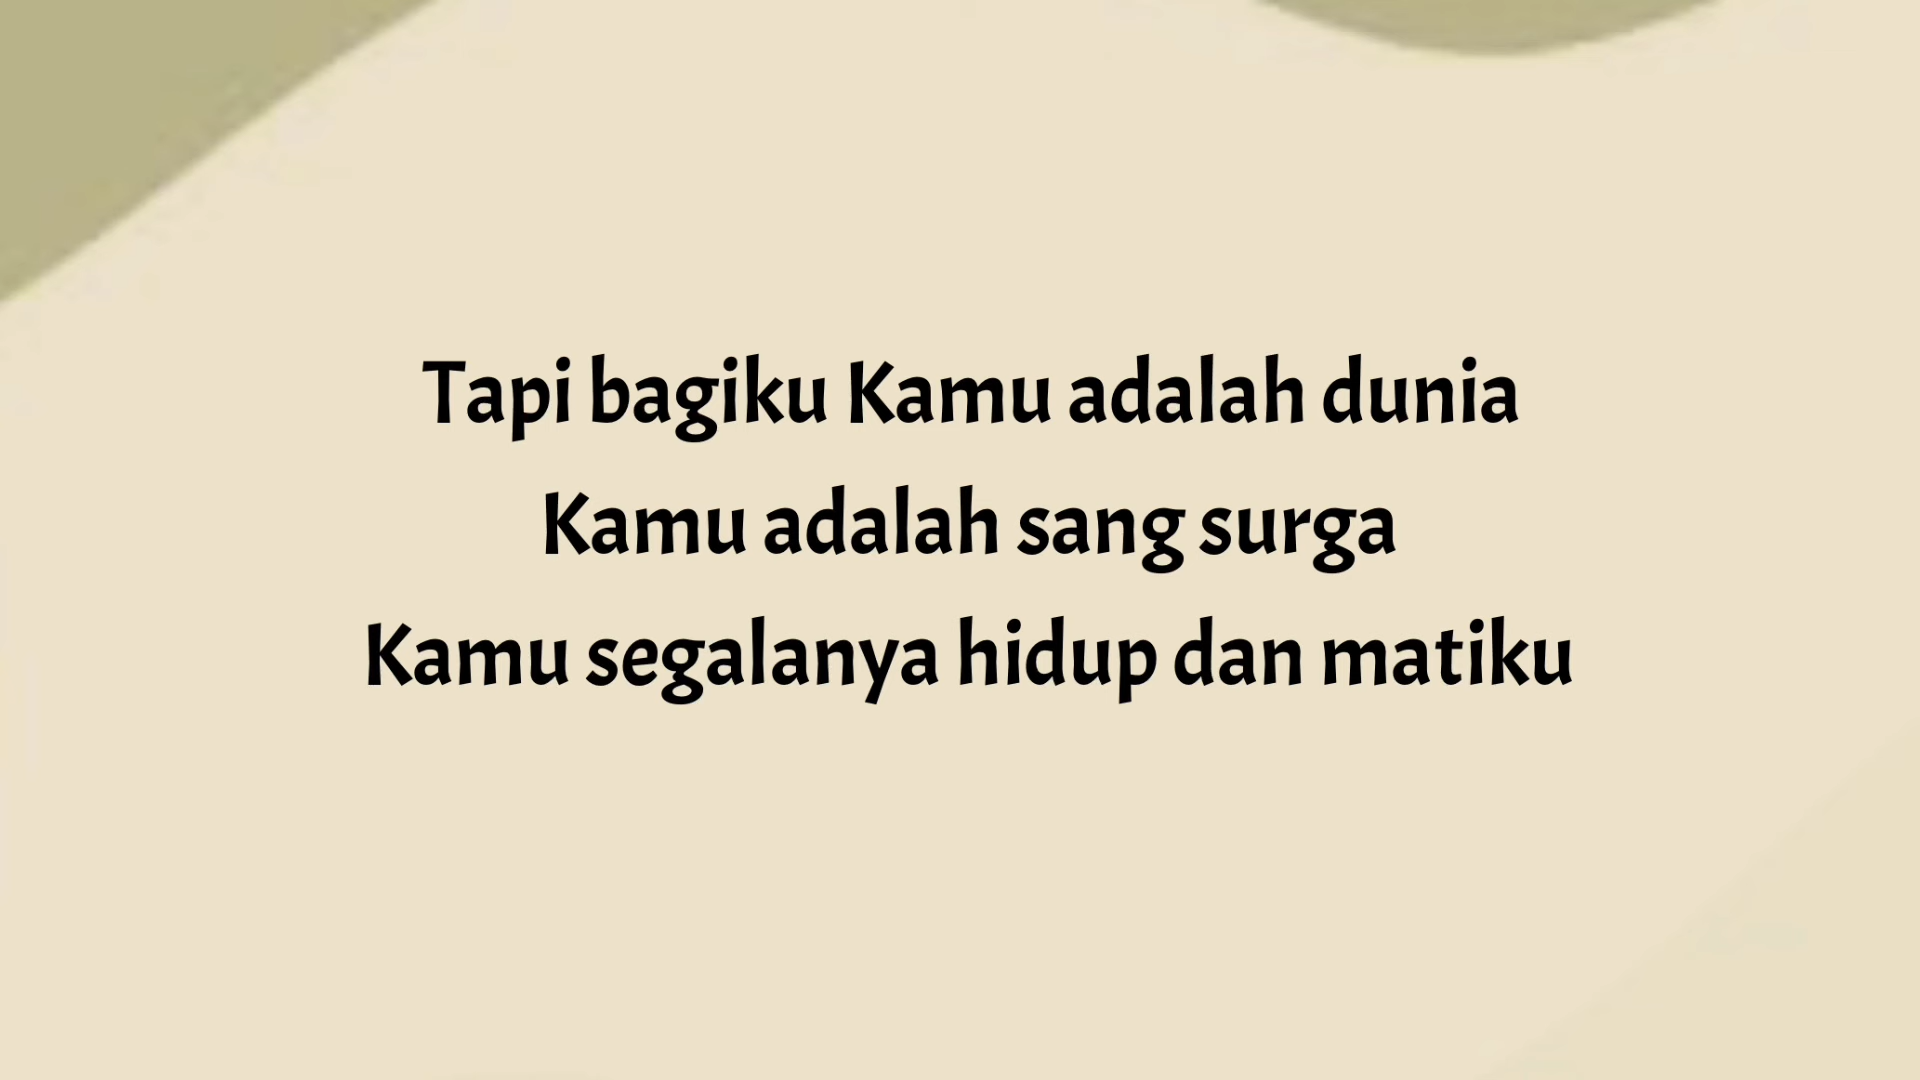 Tapi bagiku Kamu adalah dunia
Kamu adalah sang surga
Kamu segalanya hidup dan matiku